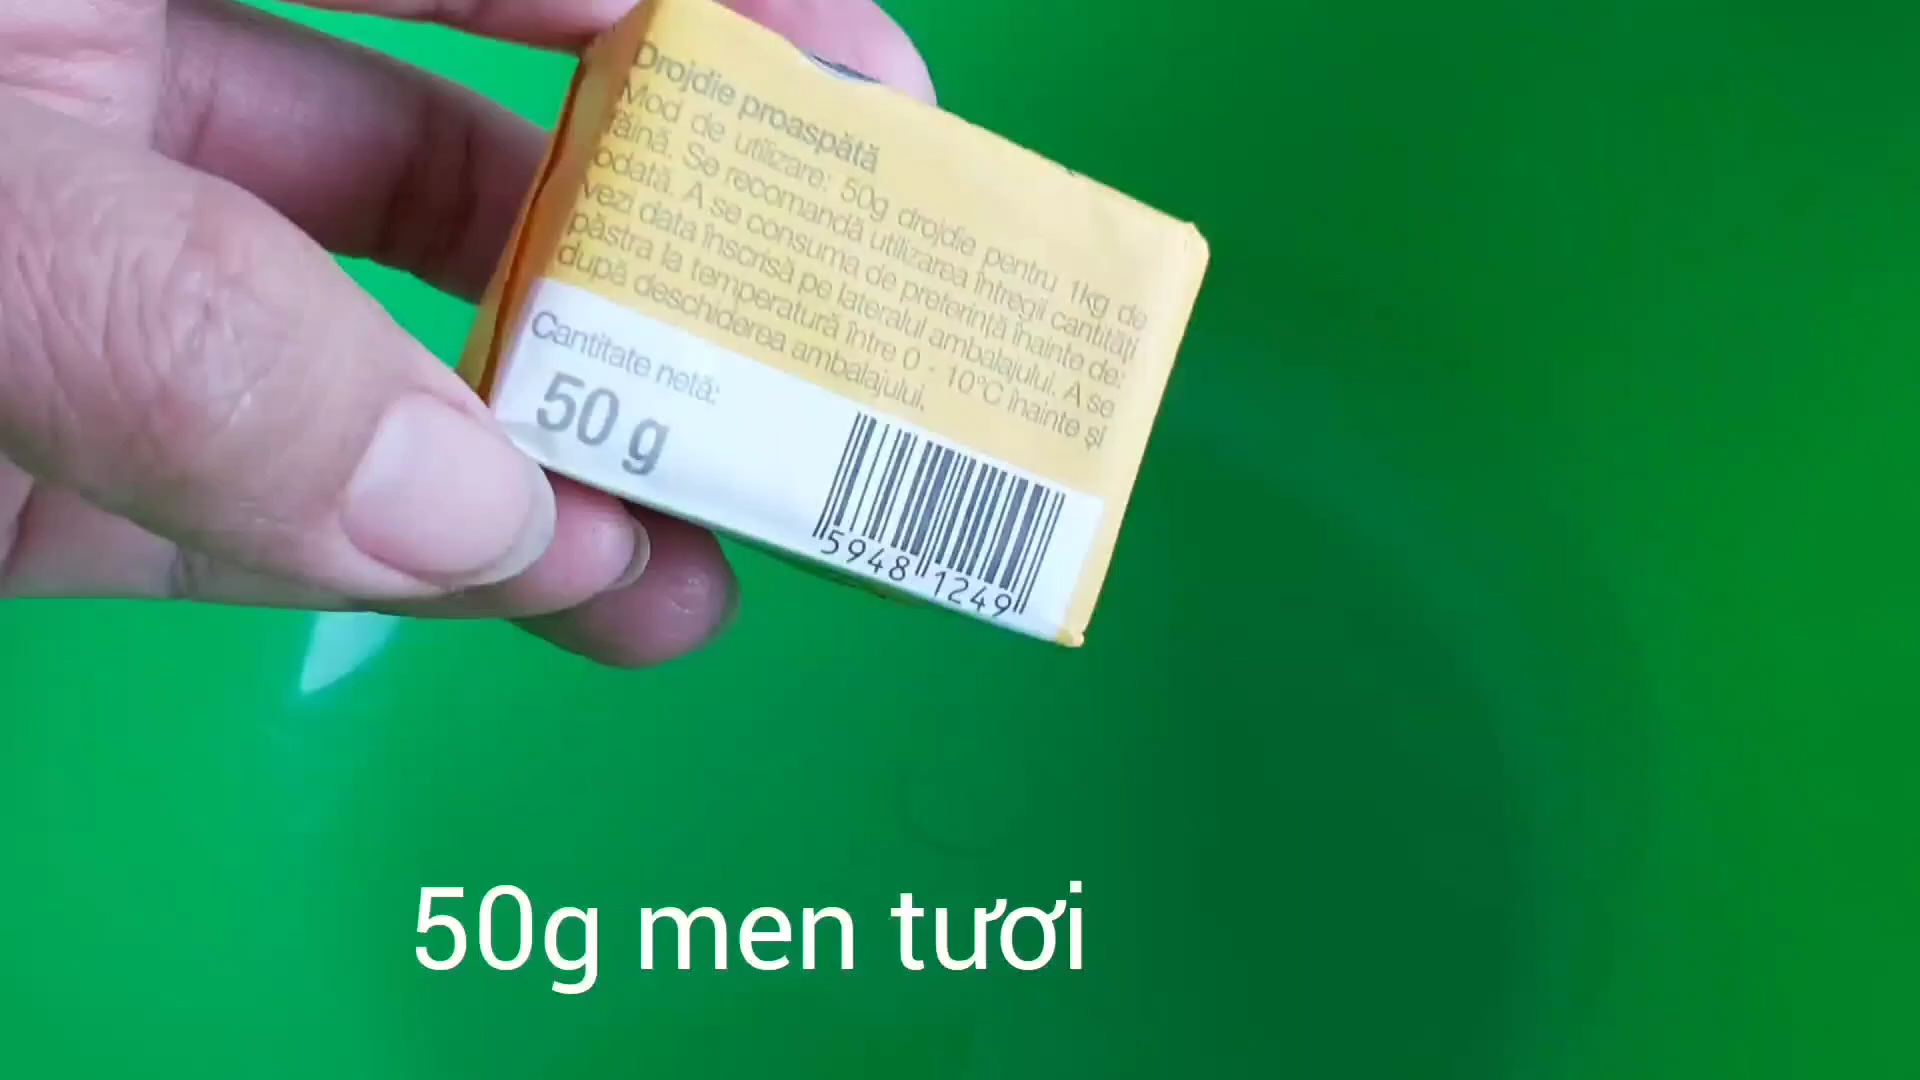 Drojdie proaspătă
Mod de utilizare: 50g drojdie pentru 1kg de
făină. Se recomandă utilizarea întregii cantități
odată. A se consuma de preferință înainte de:
vezi data înscrisă pe lateralul ambalajului. A se
păstra la temperatură între 0 - 10°C înainte și
după deschiderea ambalajului.
Cantitate netă:
50 g
5948 1249
50g men tươi